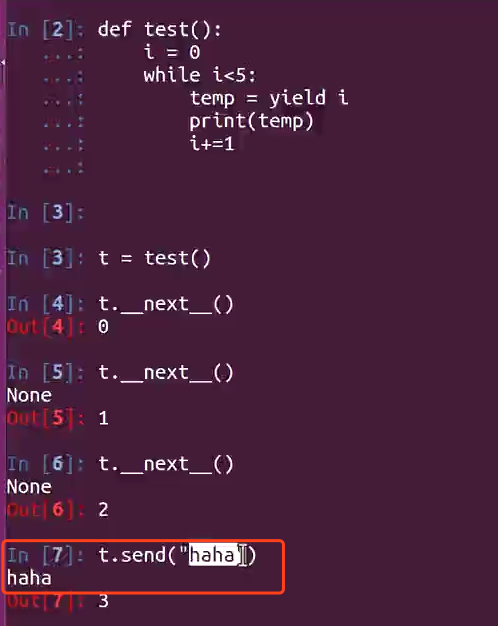 In [2]: def test():
   ...:     i = 0
   ...:     while i<5:
   ...:         temp = yield i
   ...:         print(temp)
   ...:         i+=1
   ...:
In [3]:
In [3]: t = test()
In [4]: t.__next__()
Out[4]: 0
In [5]: t.__next__()
None
Out[5]: 1
In [6]: t.__next__()
None
Out[6]: 2
In [7]: t.send("haha")
haha
Out[7]: 3